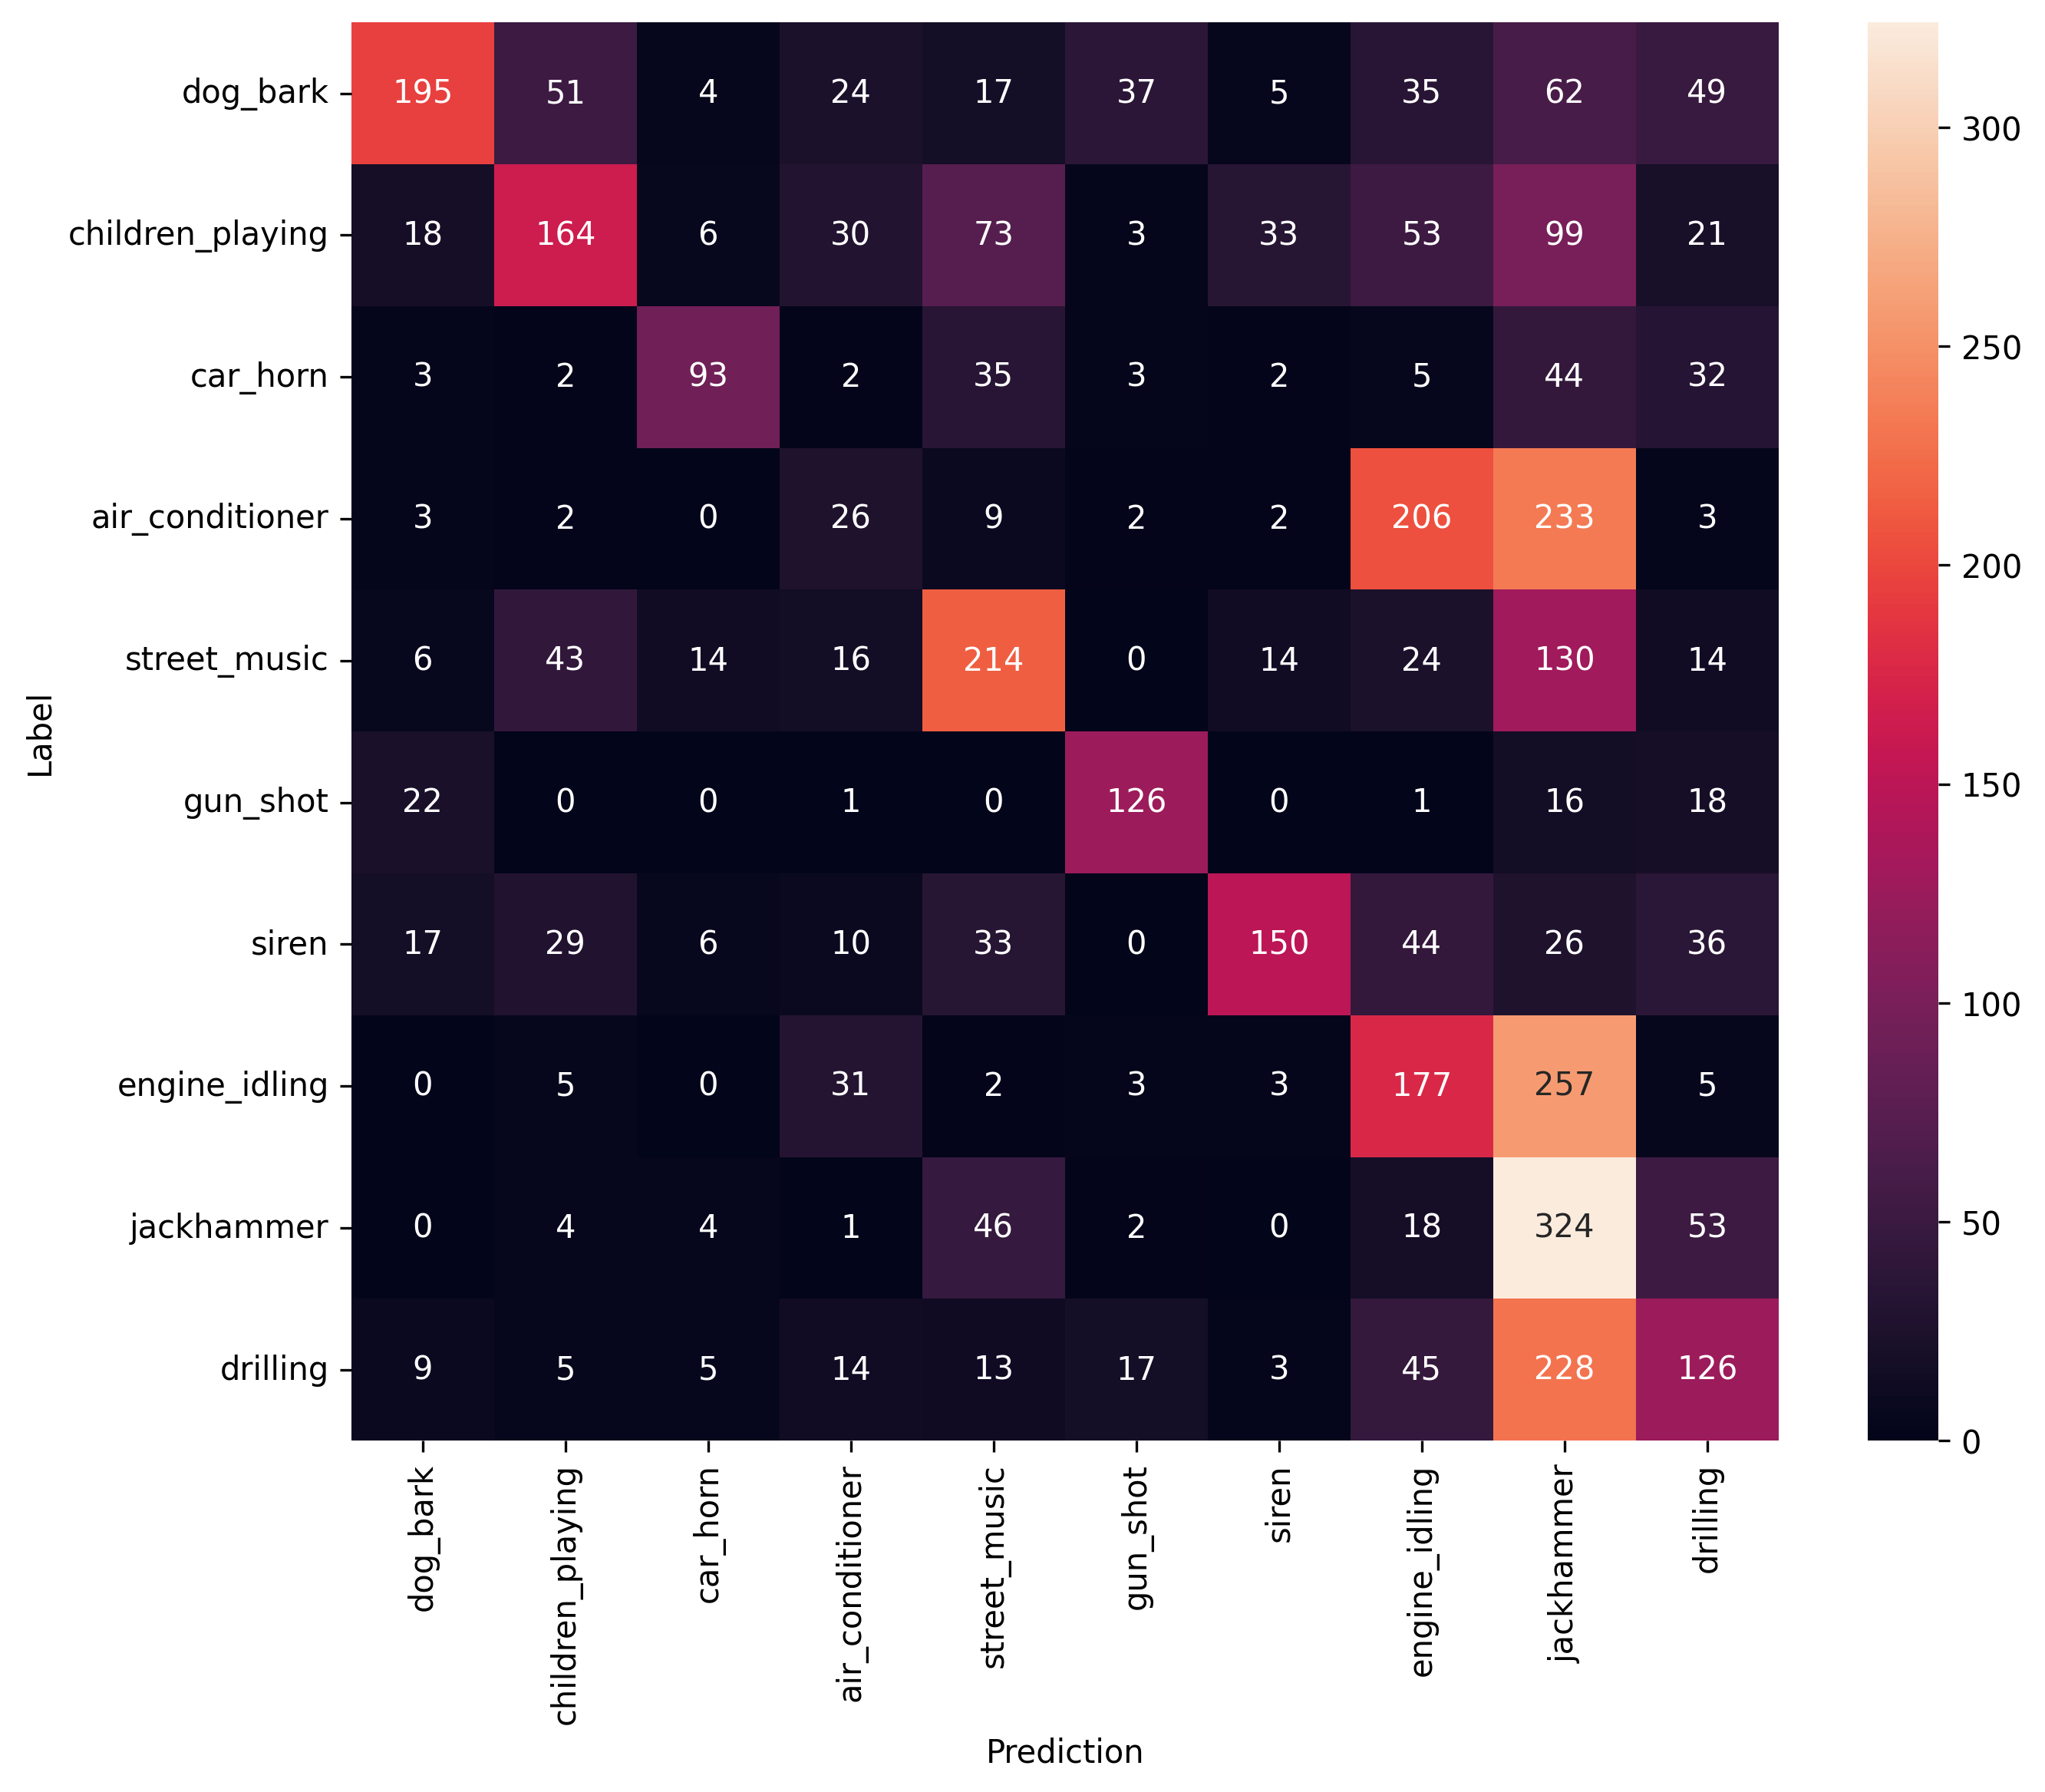 dog_bark 195 51 4 24 17 37 5 35 62 49
children_playing 18 164 6 30 73 3 33 53 99 21
car_horn 3 2 93 2 35 3 2 5 44 32
air_conditioner 3 2 0 26 9 2 2 206 233 3
street_music 6 43 14 16 214 0 14 24 130 14
gun_shot 22 0 0 1 0 126 0 1 16 18
siren 17 29 6 10 33 0 150 44 26 36
engine_idling 0 5 0 31 2 3 3 177 257 5
jackhammer 0 4 4 1 46 2 0 18 324 53
drilling 9 5 5 14 13 17 3 45 228 126
Label
dog_bark
children_playing
car_horn
air_conditioner
street_music
gun_shot
siren
engine_idling
jackhammer
drilling
Prediction
300
250
200
150
100
50
0